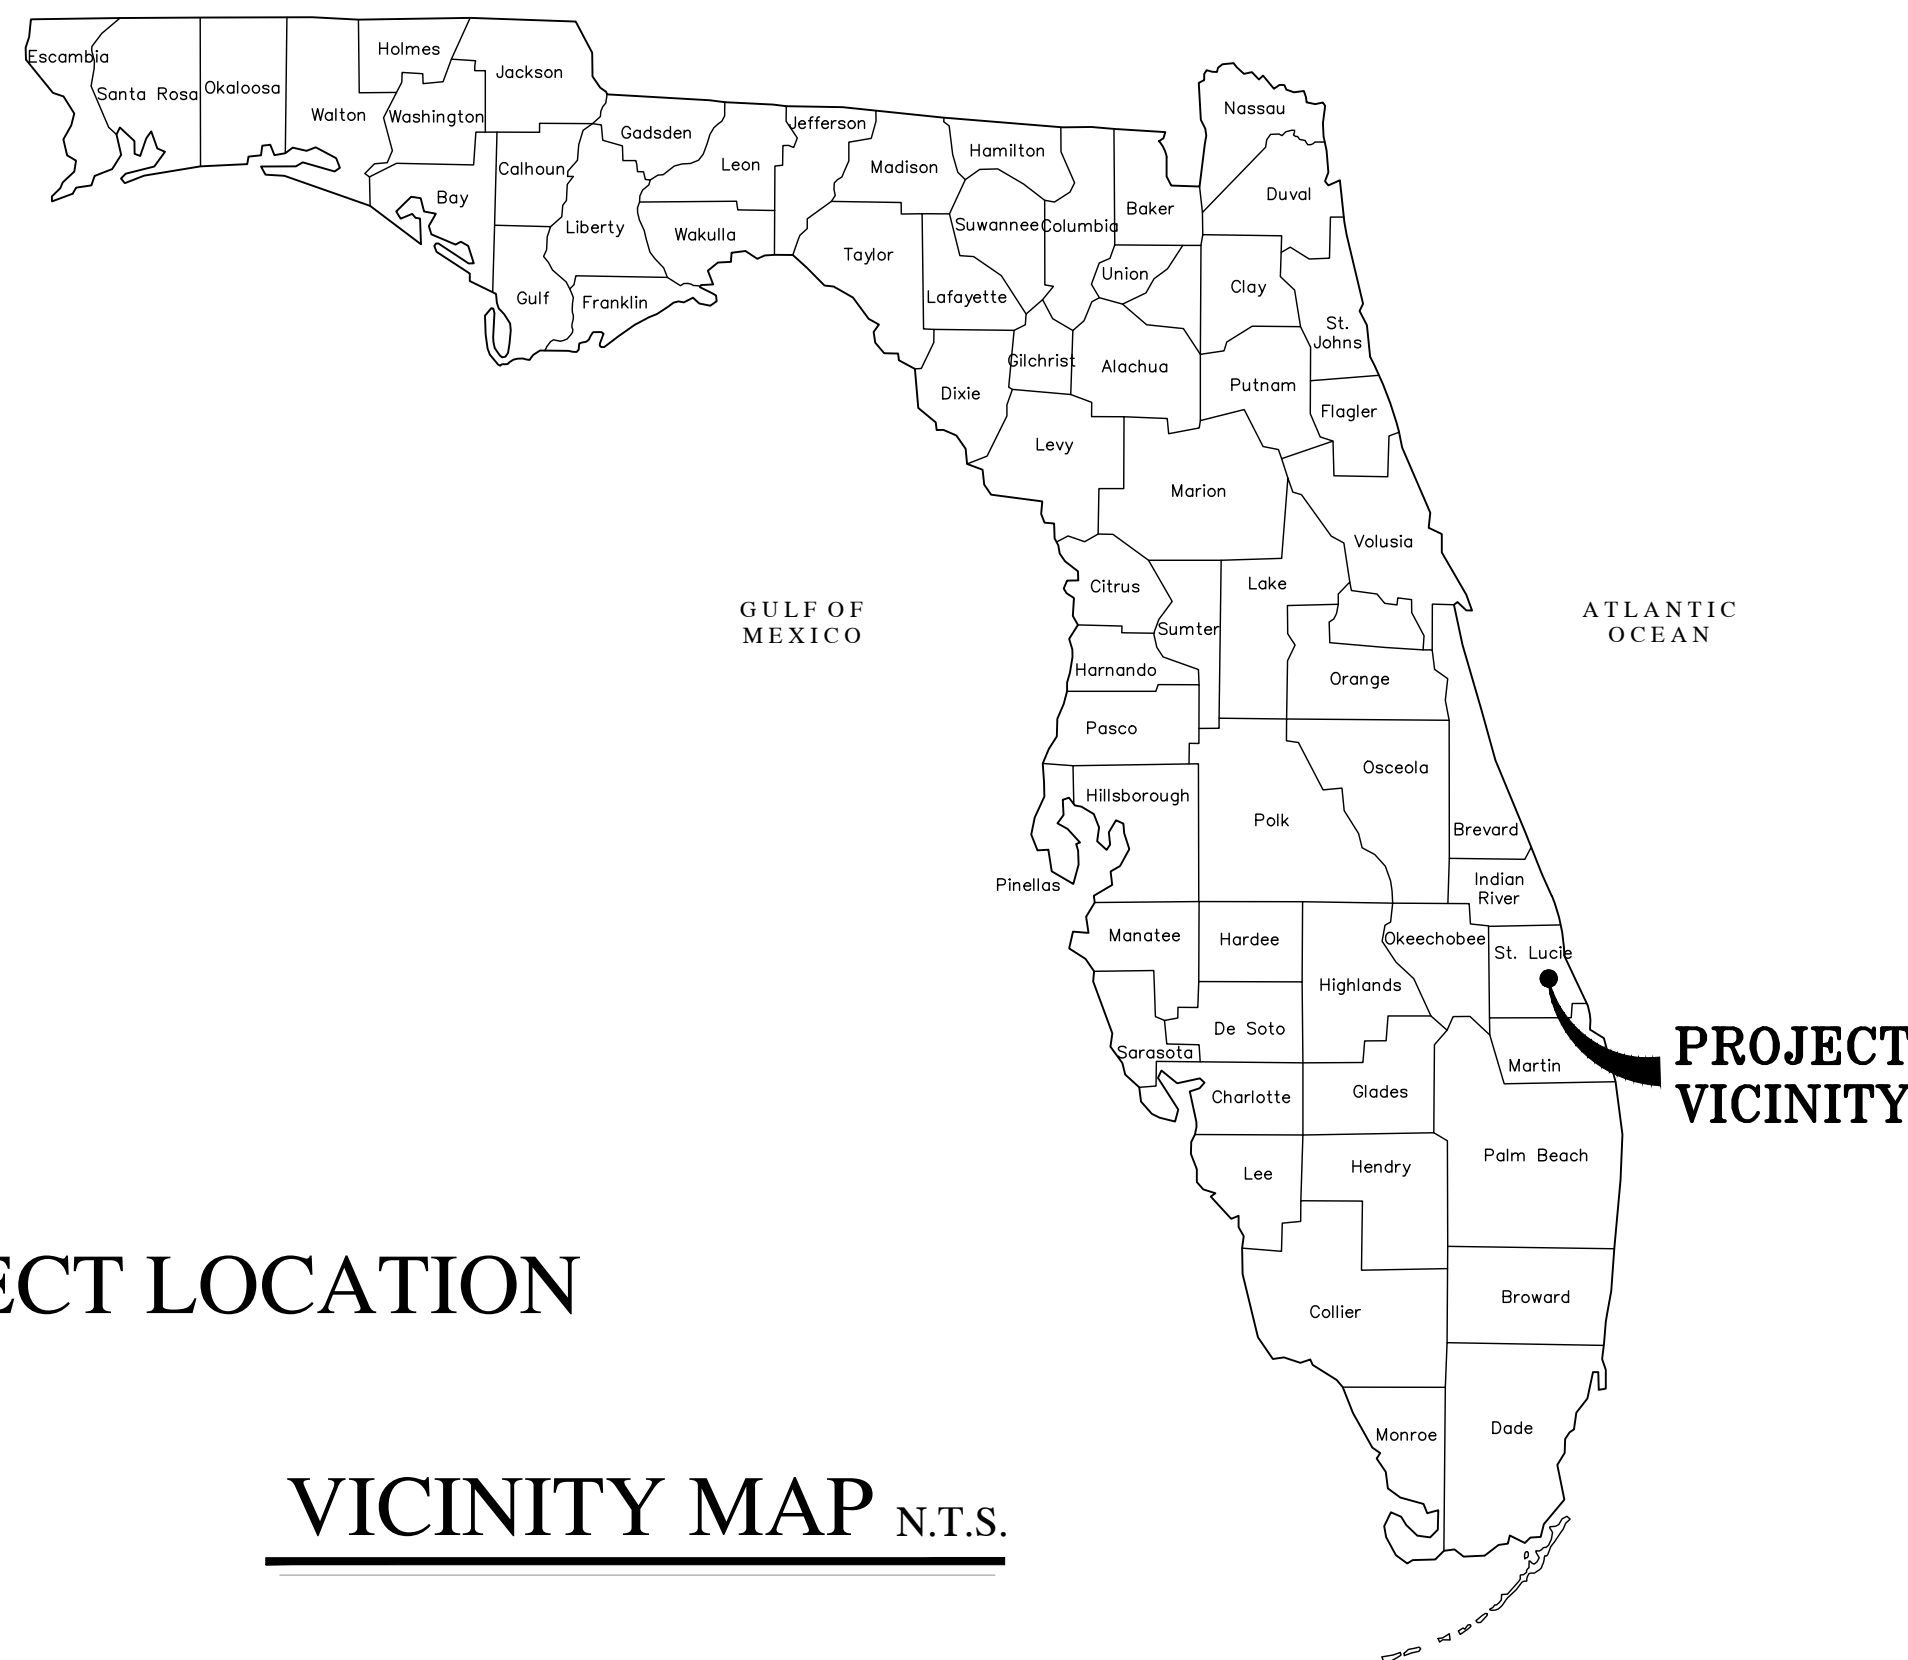 Escambia
Santa Rosa
Okaloosa
Walton
Holmes
Washington
Jackson
Bay
Calhoun
Gulf
Liberty
Franklin
Gadsden
Leon
Wakulla
Jefferson
Madison
Taylor
Hamilton
Suwannee
Lafayette
Columbia
Baker
Union
Nassau
Duval
Clay
St.
Johns
Gilchrist
Dixie
Alachua
Putnam
Flagler
Levy
Marion
Volusia
Citrus
Sumter
Lake
GULF OF
MEXICO
ATLANTIC
OCEAN
Harnando
Orange
Pasco
Osceola
Hillsborough
Polk
Brevard
Pinellas
Indian
River
Manatee
Hardee
Okeechobee
St. Lucie
Highlands
De Soto
Sarasota
Martin
PROJECT
VICINITY
Charlotte
Glades
Lee
Hendry
Palm Beach
Collier
Broward
Monroe
Dade
ECT LOCATION
VICINITY MAP N.T.S.